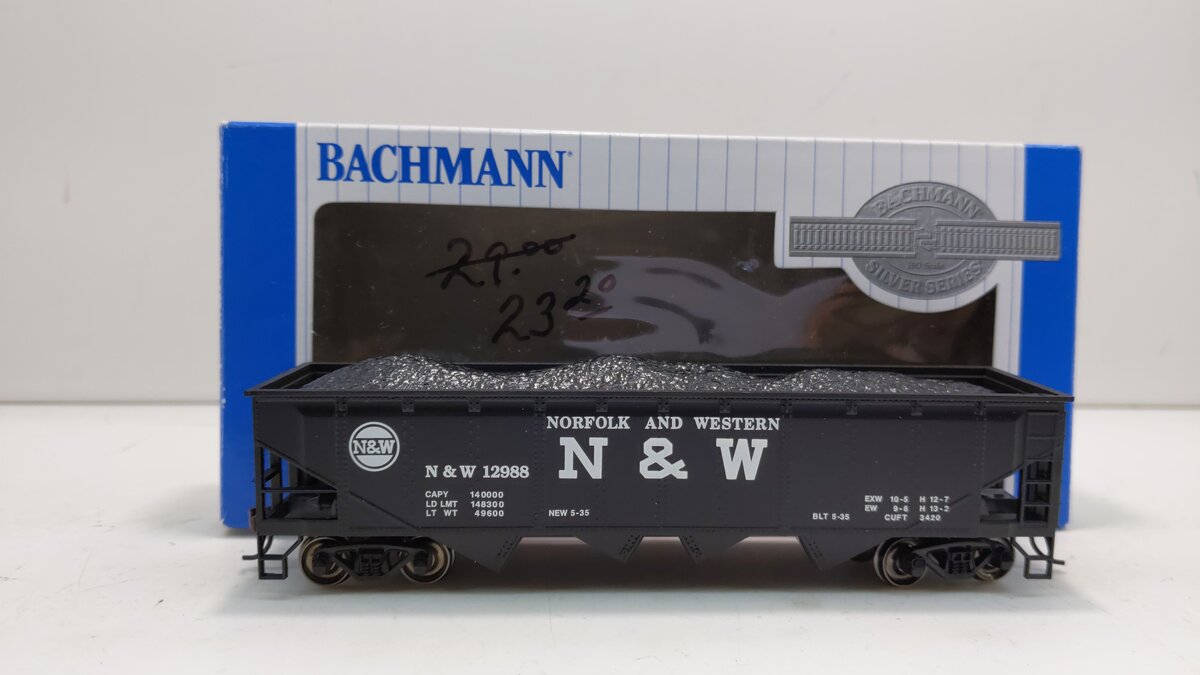 BACHMANN
BACHMANN
HO Scale
SILVER SERIES
29.00
23 20
NORFOLK AND WESTERN
N & W
N&W
N & W 12988
CAPY 140000
LD LMT 148300
LT WT 49600
NEW 5-35
BLT 5-35
EXW 10-5 H 12-7
EW 9-6 H 13-2
CUFT 3420